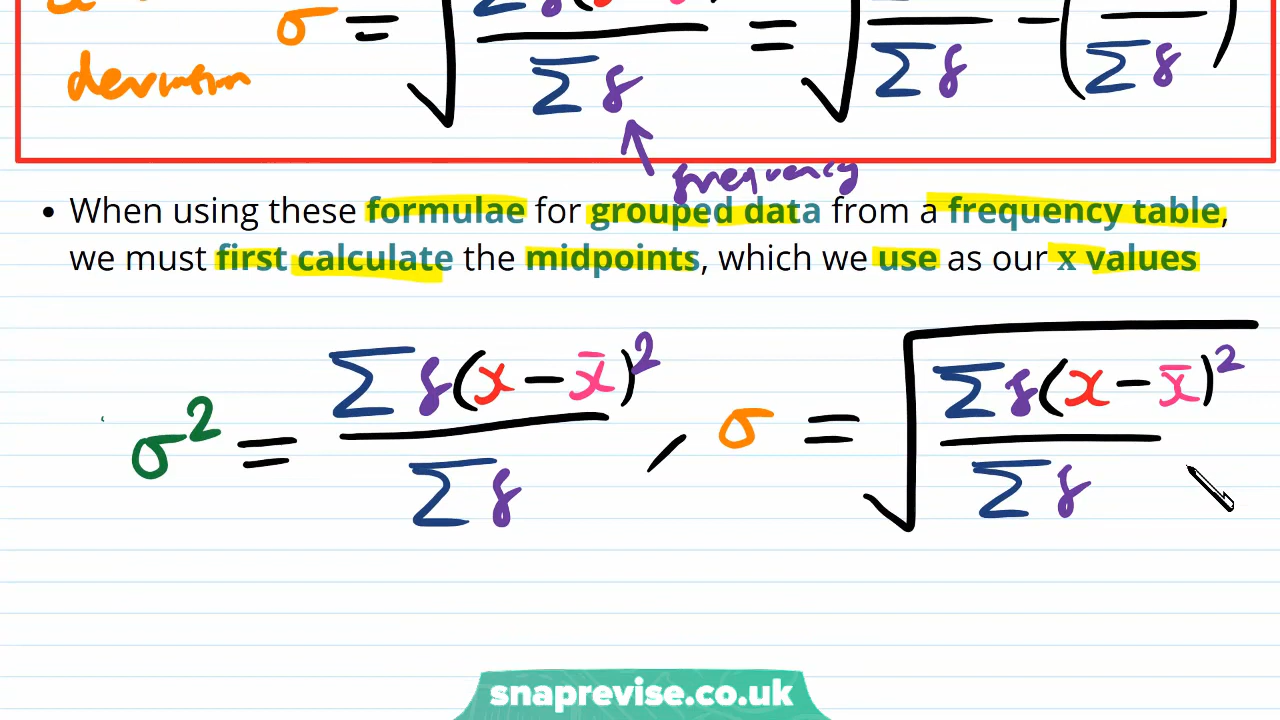 deviation
σ = √ Σf / Σf = √ / Σf − ( / Σf )
frequency
• When using these formulae for grouped data from a frequency table,
we must first calculate the midpoints, which we use as our x values
σ² = Σf(x − x̄)² / Σf , σ = √ Σf(x − x̄)² / Σf
snaprevise.co.uk